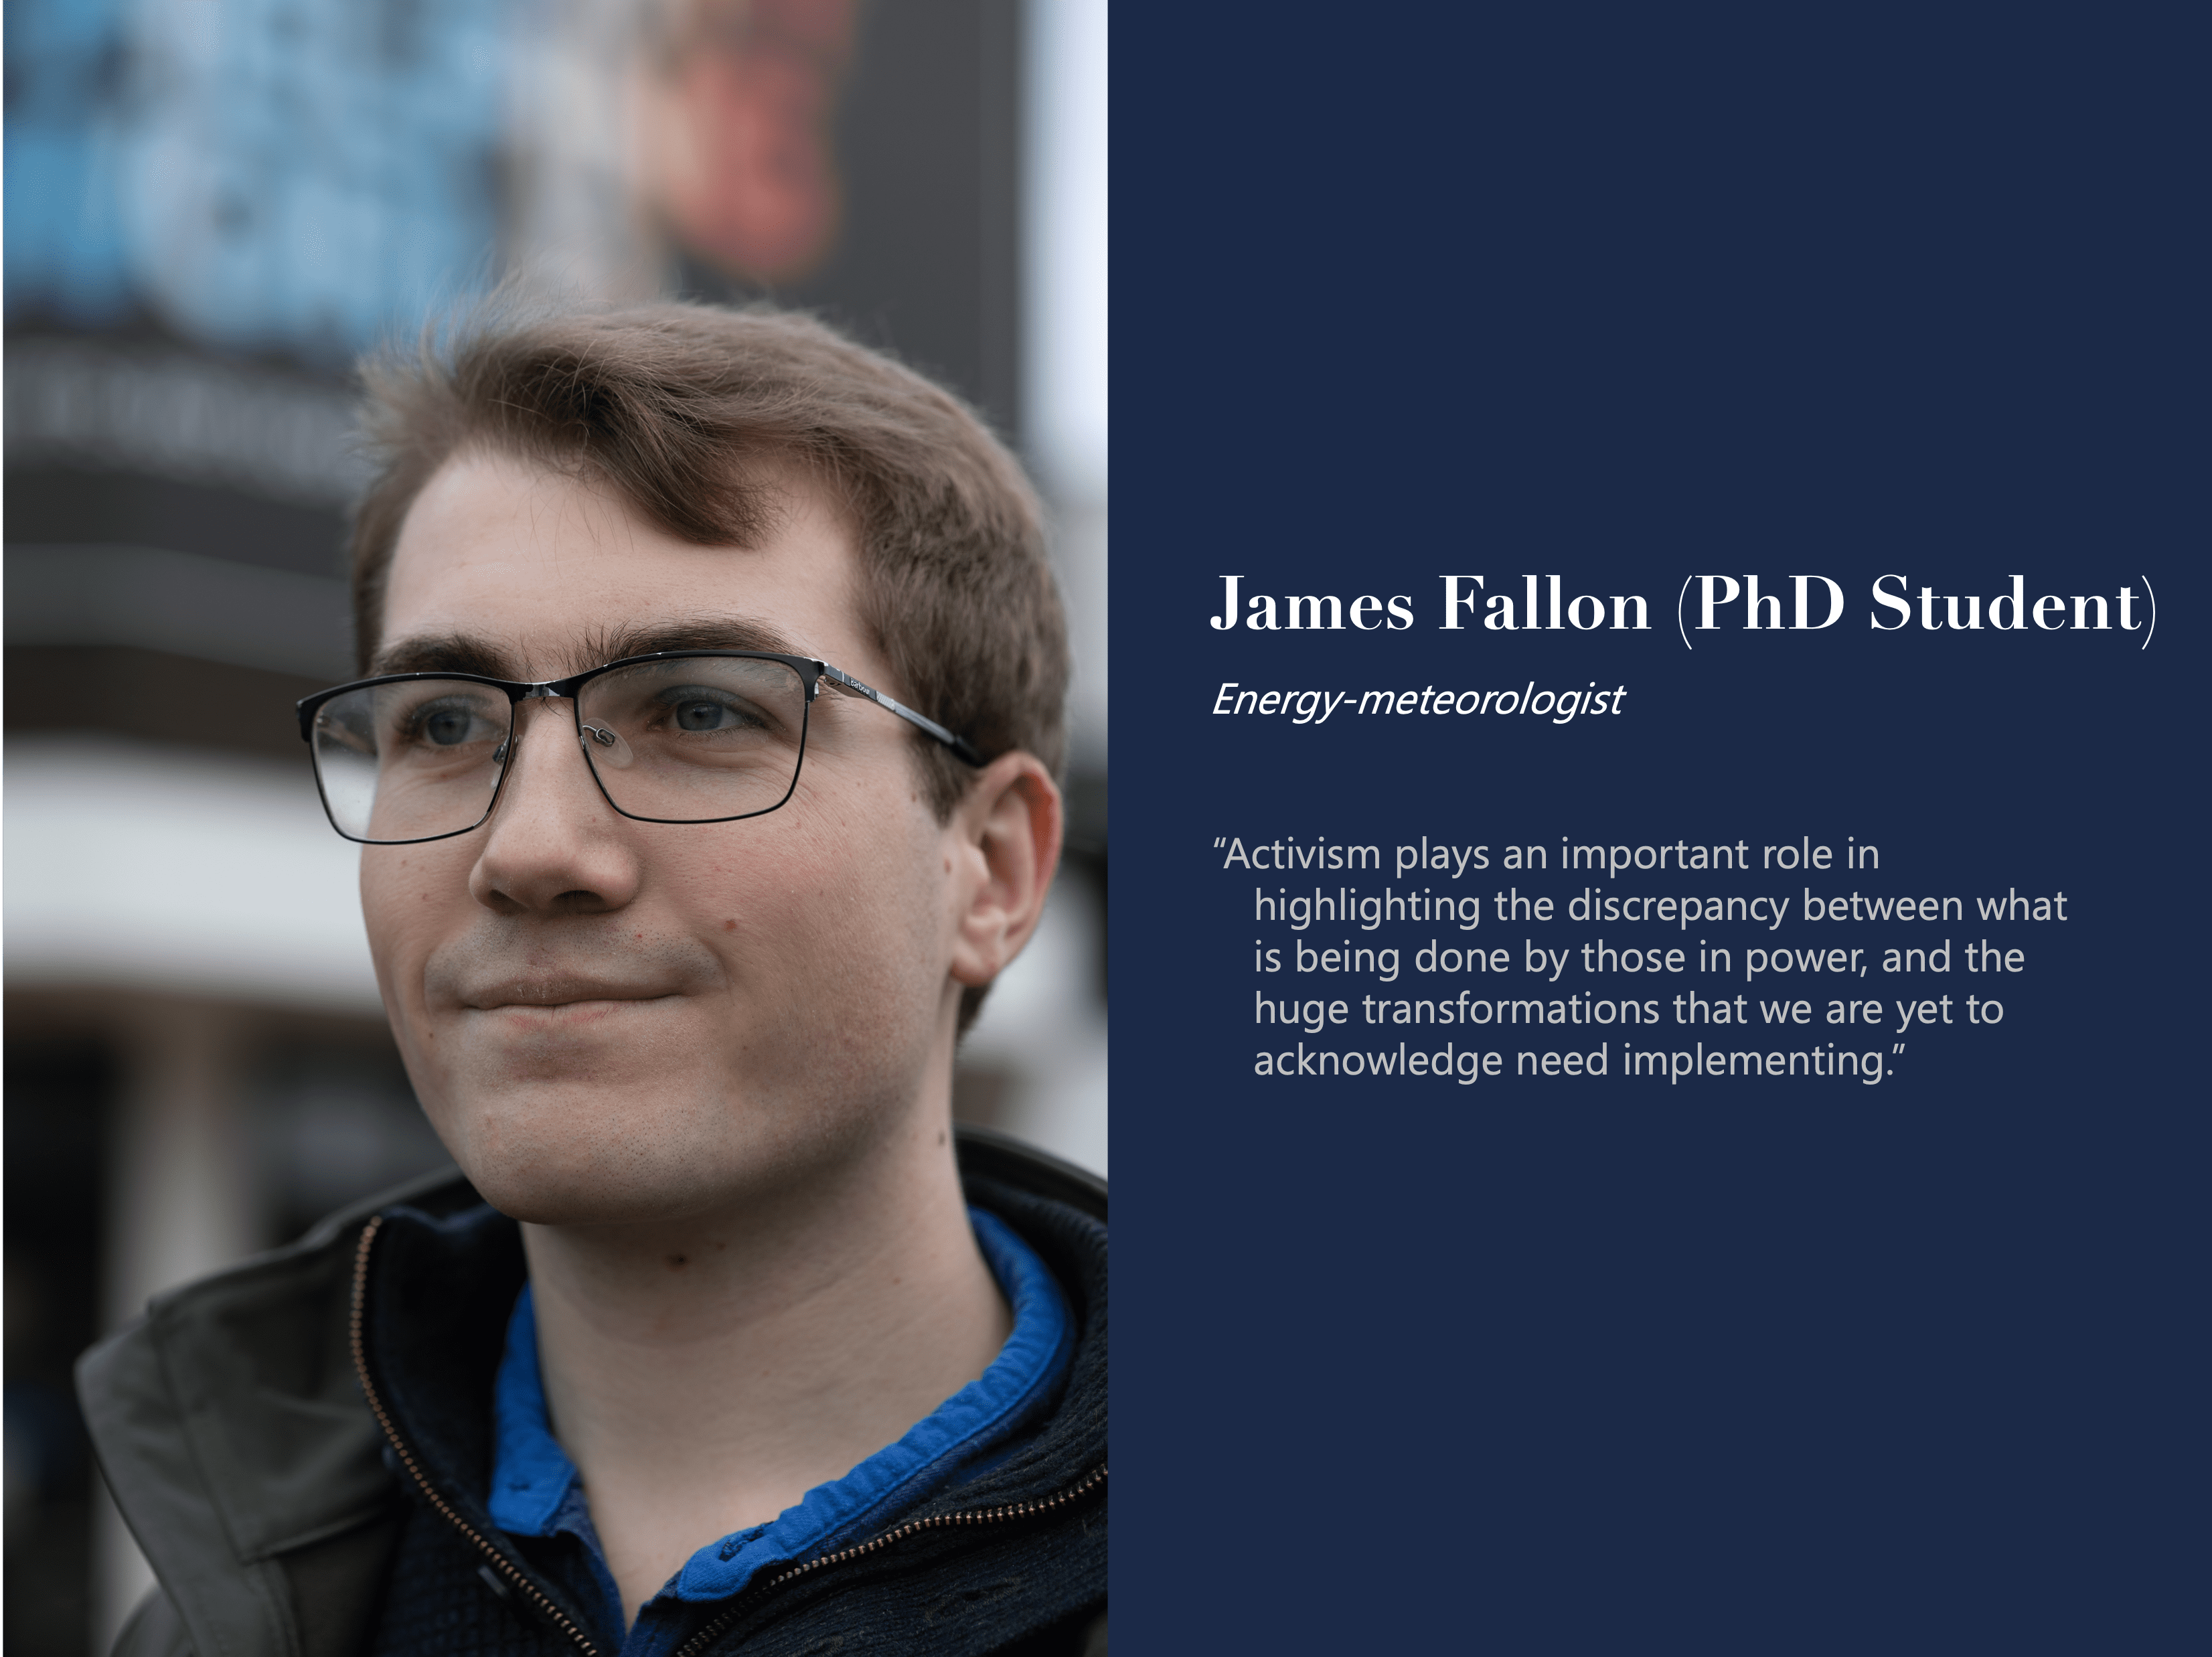 James Fallon (PhD Student)
Energy-meteorologist
“Activism plays an important role in
highlighting the discrepancy between what
is being done by those in power, and the
huge transformations that we are yet to
acknowledge need implementing.”